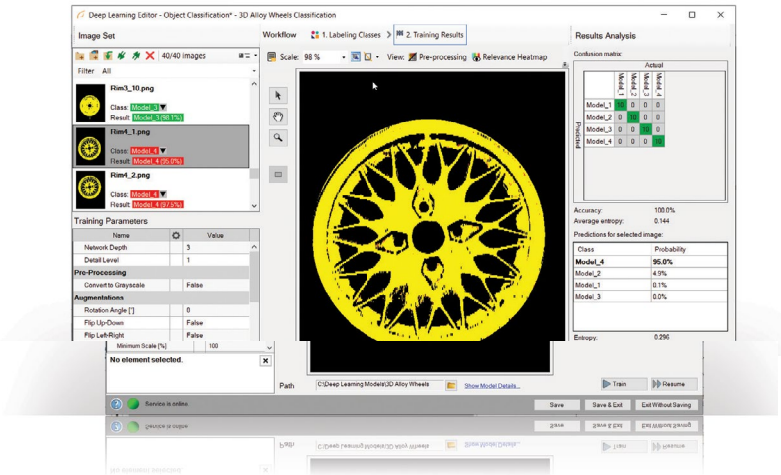 Deep Learning Editor - Object Classification* - 3D Alloy Wheels Classification
Image Set
Workflow 1. Labeling Classes 2. Training Results
Results Analysis
40/40 images
Filter All
Scale: 98 % View: Pre-processing Relevance Heatmap
Rim3_10.png
Class: Model_3
Result: Model_3 (98.1%)
Rim4_1.png
Class: Model_4
Result: Model_4 (95.0%)
Rim4_2.png
Class: Model_4
Result: Model_4 (97.5%)
Training Parameters
Name Value
Network Depth 3
Detail Level 1
Pre-Processing
Convert to Grayscale False
Augmentations
Rotation Angle [°] 0
Flip Up-Down False
Flip Left-Right False
Minimum Scale [%] 100
No element selected.
Confusion matrix:
Actual
Model_1 Model_2 Model_3 Model_4
Predicted
Model_1 10 0 0 0
Model_2 0 10 0 0
Model_3 0 0 10 0
Model_4 0 0 0 10
Accuracy: 100.0%
Average entropy: 0.144
Predictions for selected image:
Class Probability
Model_4 95.0%
Model_2 4.9%
Model_1 0.1%
Model_3 0.0%
Entropy: 0.296
Path C:\Deep Learning Models\3D Alloy Wheels Show Model Details...
Train Resume
Service is online Save Save & Exit Exit Without Saving